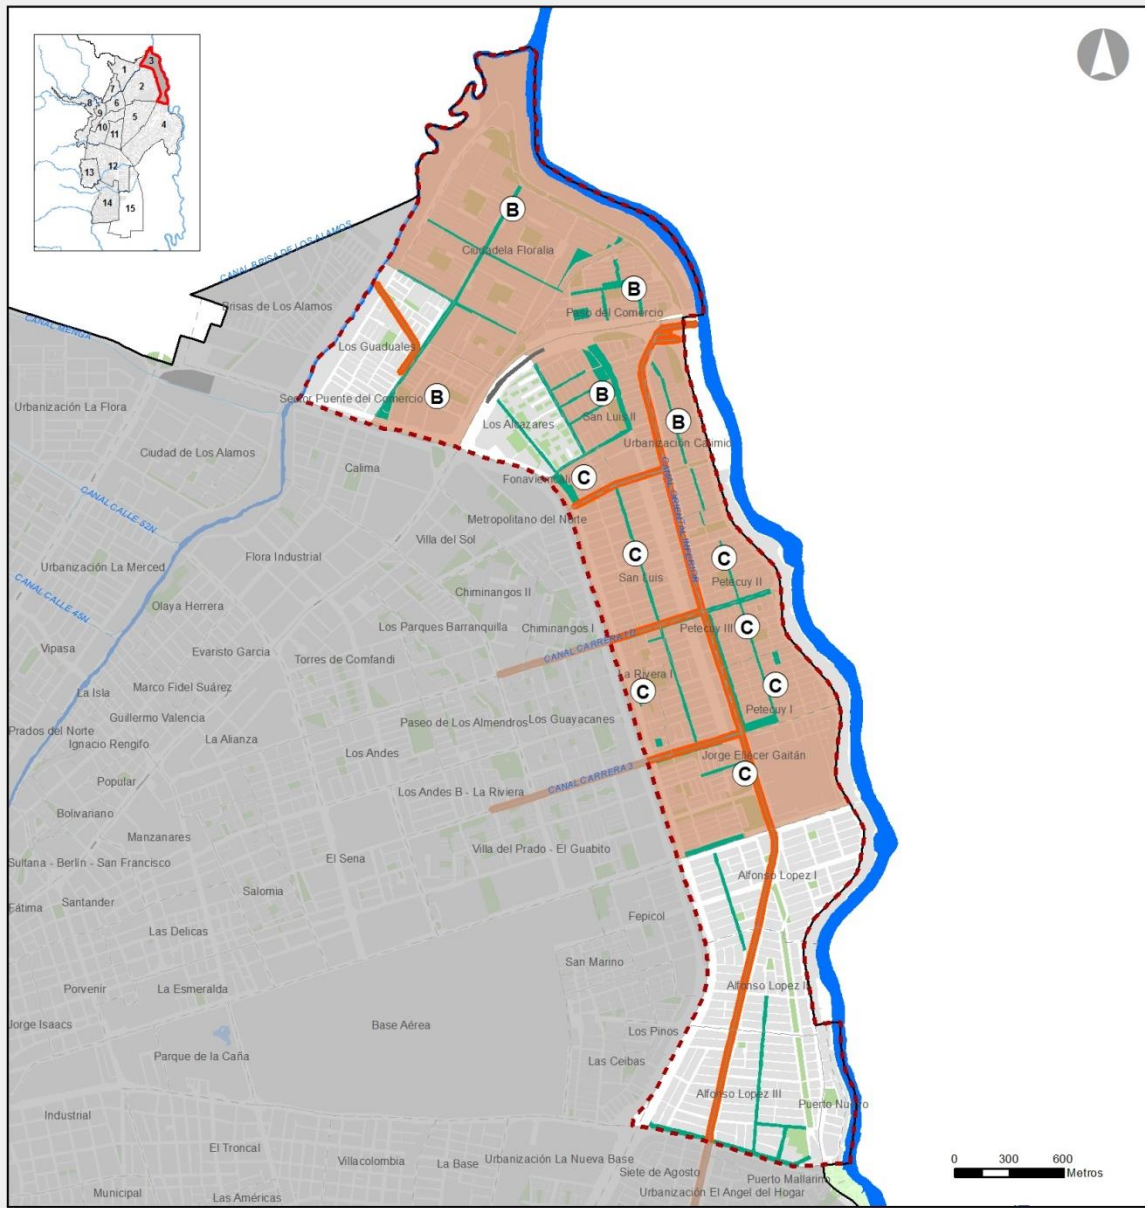 3
1
2
7
8
6
9
5
4
10
11
12
13
14
15
B
Ciudadela Floralia
CANAL BRISA DE LOS ALAMOS
B
Brisas de Los Alamos
Paso del Comercio
CANAL MENGA
Los Guaduales
B
B
Sector Puente del Comercio
Urbanización La Flora
San Luis II
B
Los Alcazares
Urbanización Calimio
Ciudad de Los Alamos
Calima
C
CANAL CALLE 52N
Metropolitano del Norte
CANAL ORIENTAL INFERIOR
Villa del Sol
Flora Industrial
C
C
Urbanización La Merced
San Luis
Petecuy II
CANAL CALLE 45N
Chiminangos II
Olaya Herrera
Los Parques Barranquilla
Chiminangos I
Petecuy III
C
CANAL CARRERA 1D
Vipasa
Evaristo Garcia
Torres de Comfandi
La Rivera I
La Isla
Marco Fidel Suárez
C
C
Guillermo Valencia
Petecuy I
Prados del Norte
Paseo de Los Almendros
Los Guayacanes
Ignacio Rengifo
La Alianza
Los Andes
Jorge Eliécer Gaitán
C
Popular
CANAL CARRERA 3
Los Andes B - La Riviera
Bolivariano
Manzanares
Villa del Prado - El Guabito
Sultana - Berlín - San Francisco
El Sena
Alfonso Lopez I
Salomia
Santander
Fátima
Fepicol
Las Delicas
San Marino
Alfonso Lopez II
Porvenir
La Esmeralda
Jorge Isaacs
Base Aérea
Los Pinos
Parque de la Caña
Las Ceibas
Alfonso Lopez III
Puerto Nuevo
Industrial
El Troncal
Villacolombia
La Base
Urbanización La Nueva Base
Siete de Agosto
Puerto Mallarino
Municipal
Las Américas
Urbanización El Angel del Hogar
0 300 600
Metros